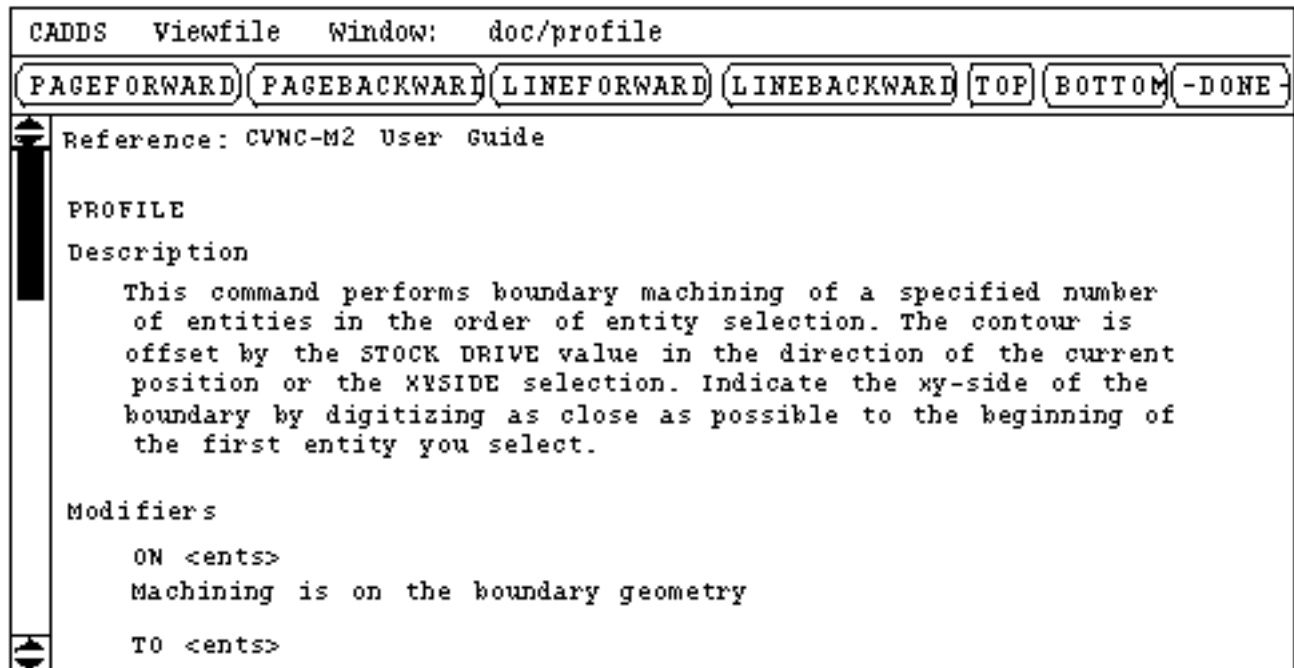 CADDS Viewfile Window: doc/profile
PAGEFORWARD PAGEBACKWARD LINEFORWARD LINEBACKWARD TOP BOTTOM -DONE-
Reference: CVNC-M2 User Guide
PROFILE
Description
This command performs boundary machining of a specified number
of entities in the order of entity selection. The contour is
offset by the STOCK DRIVE value in the direction of the current
position or the XYSIDE selection. Indicate the xy-side of the
boundary by digitizing as close as possible to the beginning of
the first entity you select.
Modifiers
ON <ents>
Machining is on the boundary geometry
TO <ents>